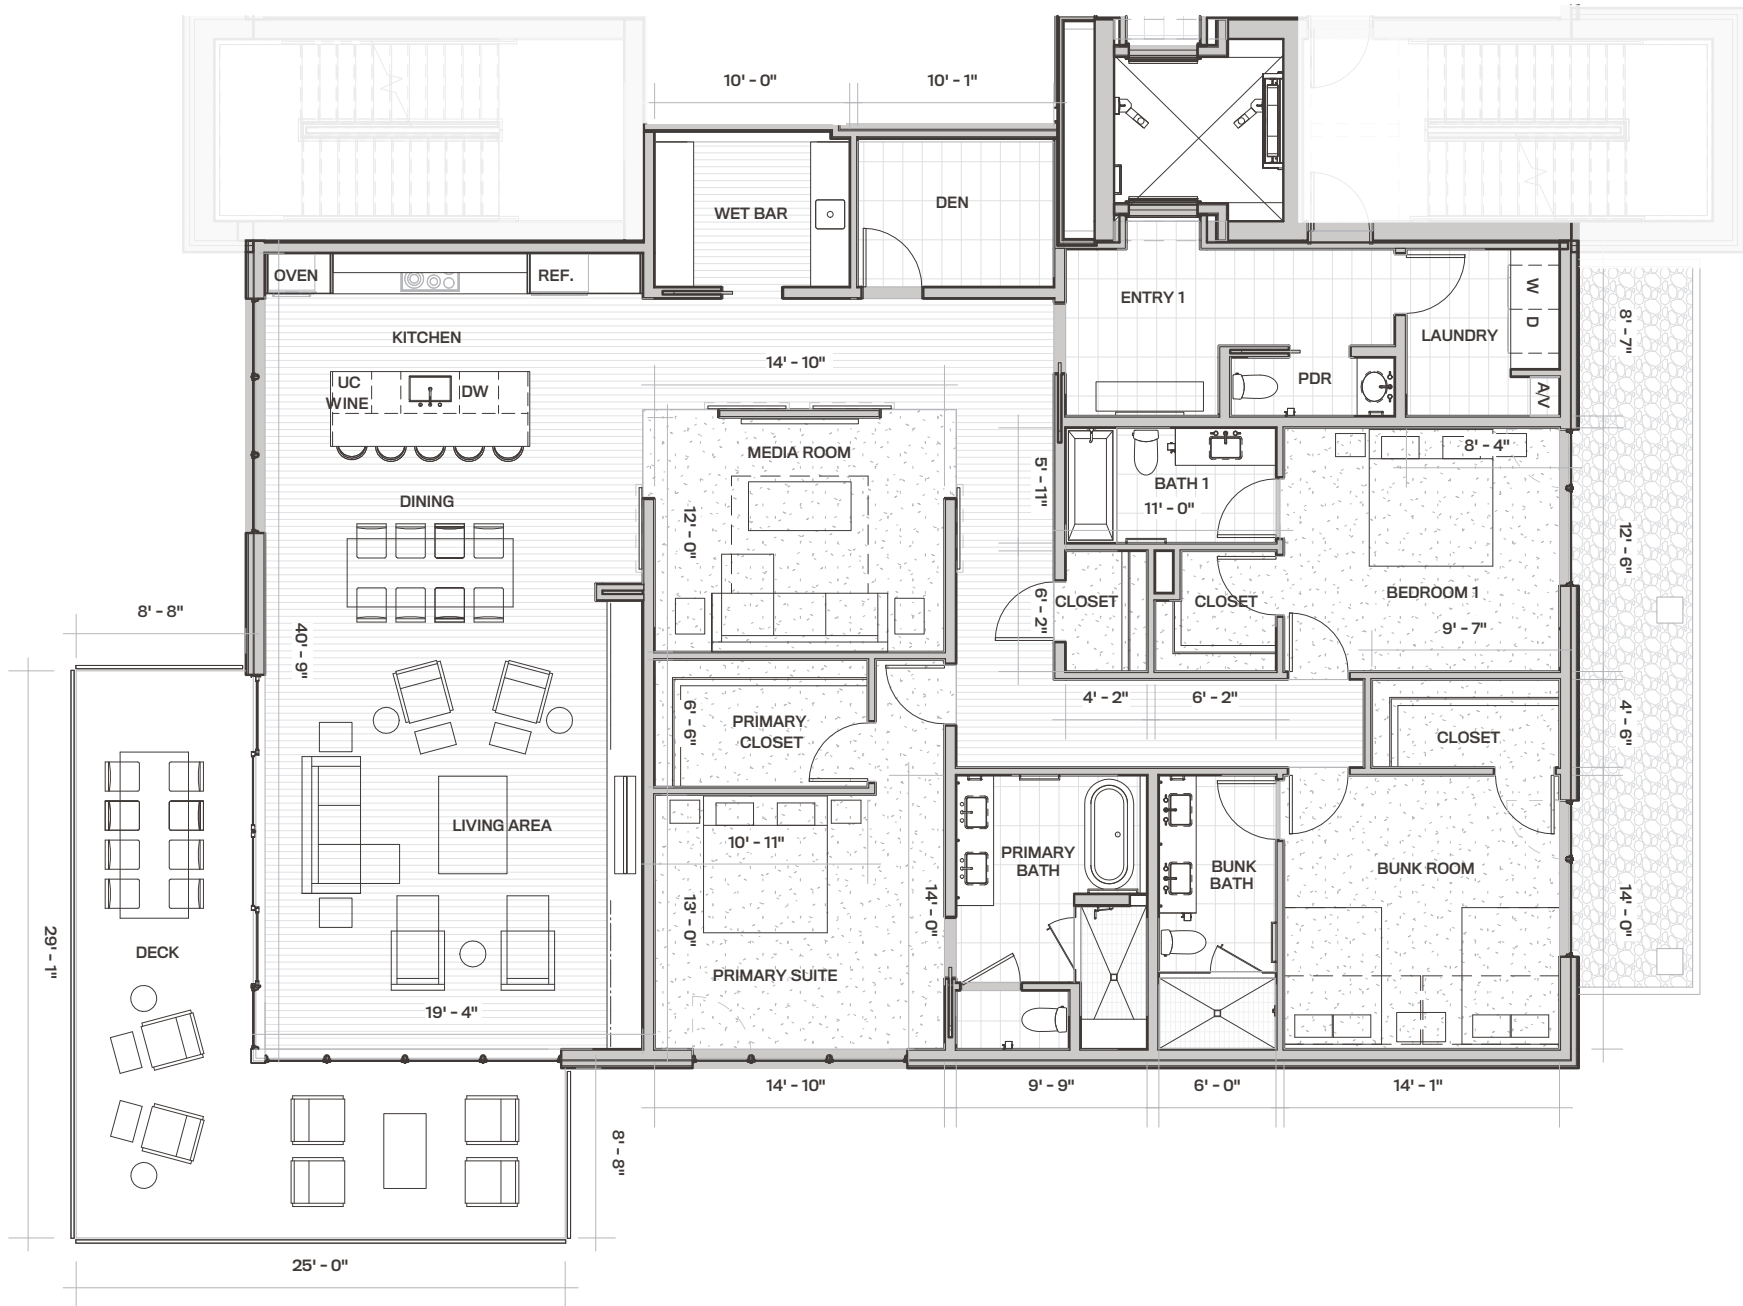 10' - 0"
10' - 1"
WET BAR
DEN
OVEN
REF.
ENTRY 1
W D
8' - 7"
KITCHEN
LAUNDRY
14' - 10"
UC
WINE
DW
PDR
A/V
MEDIA ROOM
8' - 4"
5' - 11"
BATH 1
11' - 0"
DINING
12' - 0"
12' - 6"
8' - 8"
6' - 2"
CLOSET
CLOSET
BEDROOM 1
9' - 7"
40' - 9"
4' - 2"
6' - 2"
6' - 6"
PRIMARY
CLOSET
CLOSET
4' - 6"
LIVING AREA
10' - 11"
PRIMARY
BATH
BUNK
BATH
BUNK ROOM
13' - 0"
14' - 0"
14' - 0"
29' - 1"
DECK
PRIMARY SUITE
19' - 4"
14' - 10"
9' - 9"
6' - 0"
14' - 1"
8' - 8"
25' - 0"